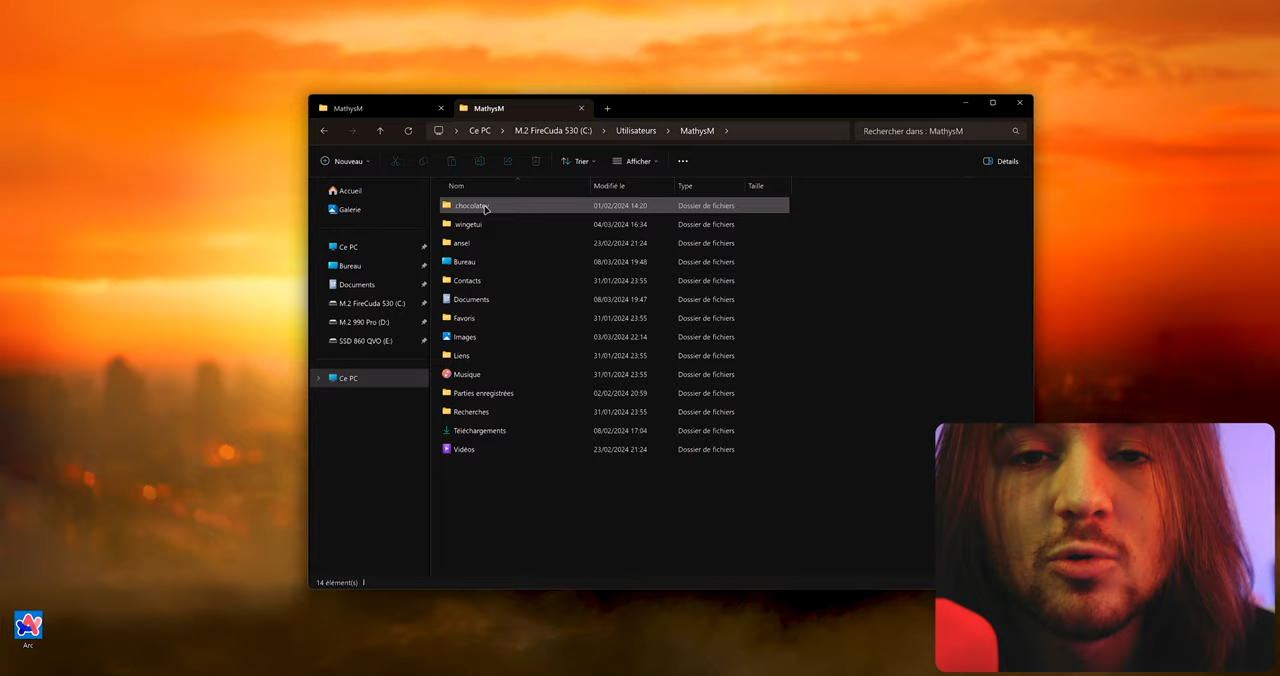 MathysM
MathysM
Ce PC
M.2 FireCuda 530 (C:)
Utilisateurs
MathysM
Rechercher dans : MathysM
Nouveau
Trier
Afficher
Détails
Accueil
Galerie
Ce PC
Bureau
Documents
M.2 FireCuda 530 (C:)
M.2 990 Pro (D:)
SSD 860 QVO (E:)
Ce PC
Nom Modifié le Type Taille
01/02/2024 14:20 Dossier de fichiers
.wingetui 04/03/2024 16:34 Dossier de fichiers
ansel 23/02/2024 21:24 Dossier de fichiers
Bureau 08/03/2024 19:48 Dossier de fichiers
Contacts 31/01/2024 23:55 Dossier de fichiers
Documents 08/03/2024 19:47 Dossier de fichiers
Favoris 31/01/2024 23:55 Dossier de fichiers
Images 03/03/2024 22:14 Dossier de fichiers
Liens 31/01/2024 23:55 Dossier de fichiers
Musique 31/01/2024 23:55 Dossier de fichiers
Parties enregistrées 02/02/2024 20:59 Dossier de fichiers
Recherches 31/01/2024 23:55 Dossier de fichiers
Téléchargements 08/02/2024 17:04 Dossier de fichiers
Vidéos 23/02/2024 21:24 Dossier de fichiers
14 élément(s)
Arc